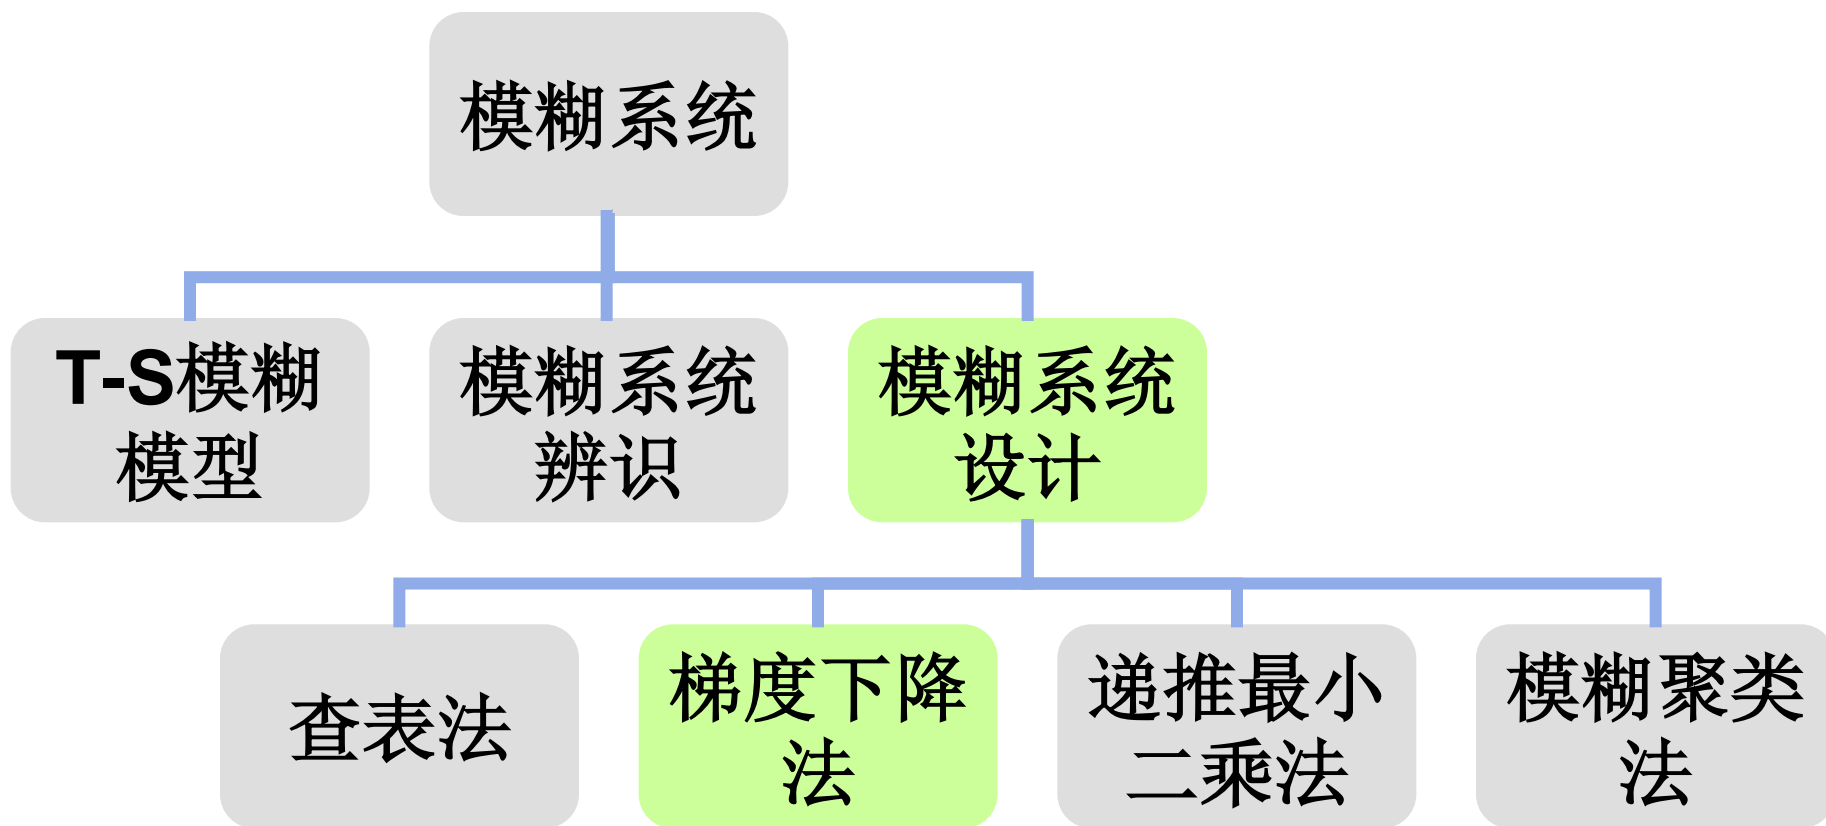 模糊系统
T-S模糊
模型
模糊系统
辨识
模糊系统
设计
查表法
梯度下降
法
递推最小
二乘法
模糊聚类
法